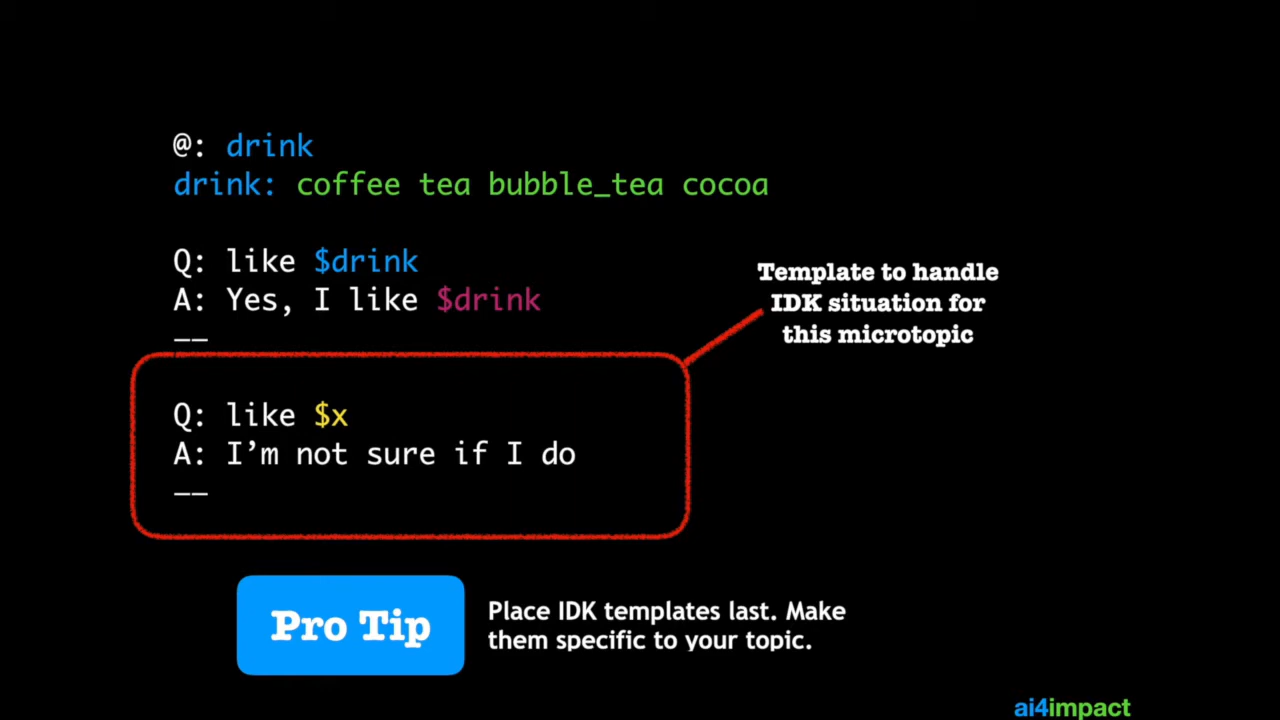 @: drink
drink: coffee tea bubble_tea cocoa
Q: like $drink
A: Yes, I like $drink
——
Template to handle
IDK situation for
this microtopic
Q: like $x
A: I’m not sure if I do
——
Pro Tip
Place IDK templates last. Make
them specific to your topic.
ai4impact